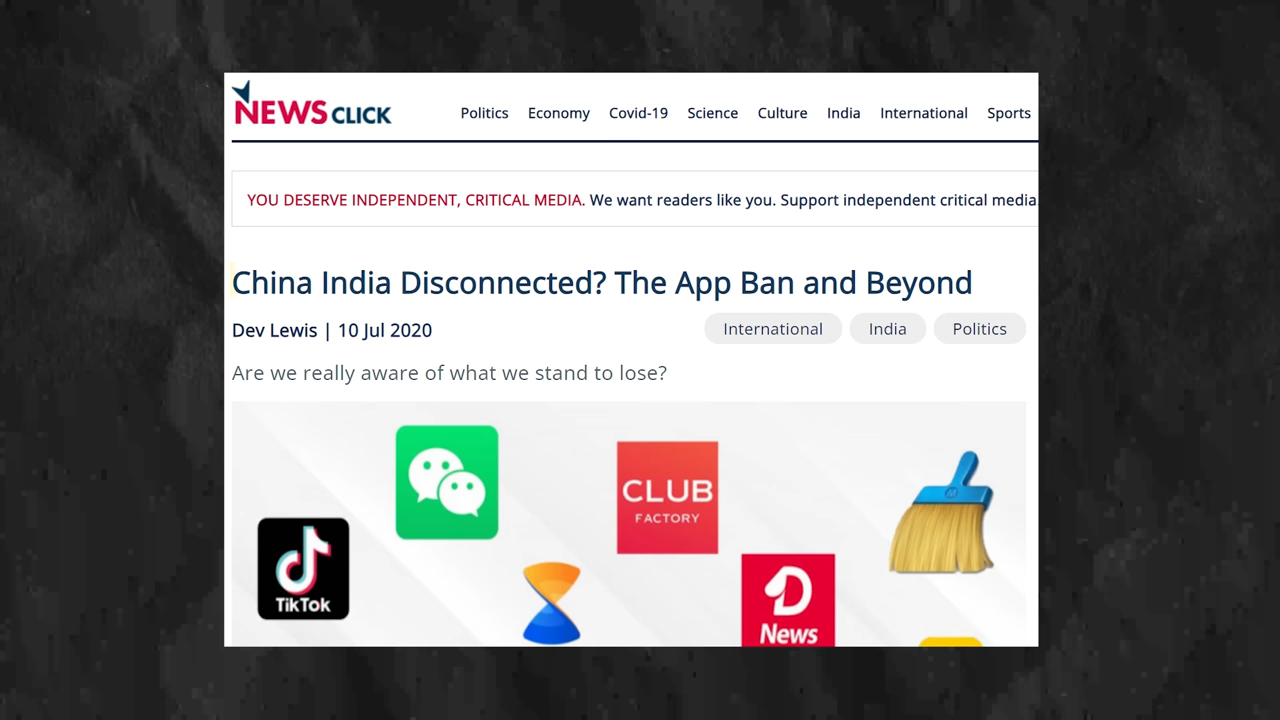 NEWSCLICK
Politics Economy Covid-19 Science Culture India International Sports
YOU DESERVE INDEPENDENT, CRITICAL MEDIA. We want readers like you. Support independent critical media.
China India Disconnected? The App Ban and Beyond
Dev Lewis | 10 Jul 2020
International India Politics
Are we really aware of what we stand to lose?
CLUB
FACTORY
TikTok
News